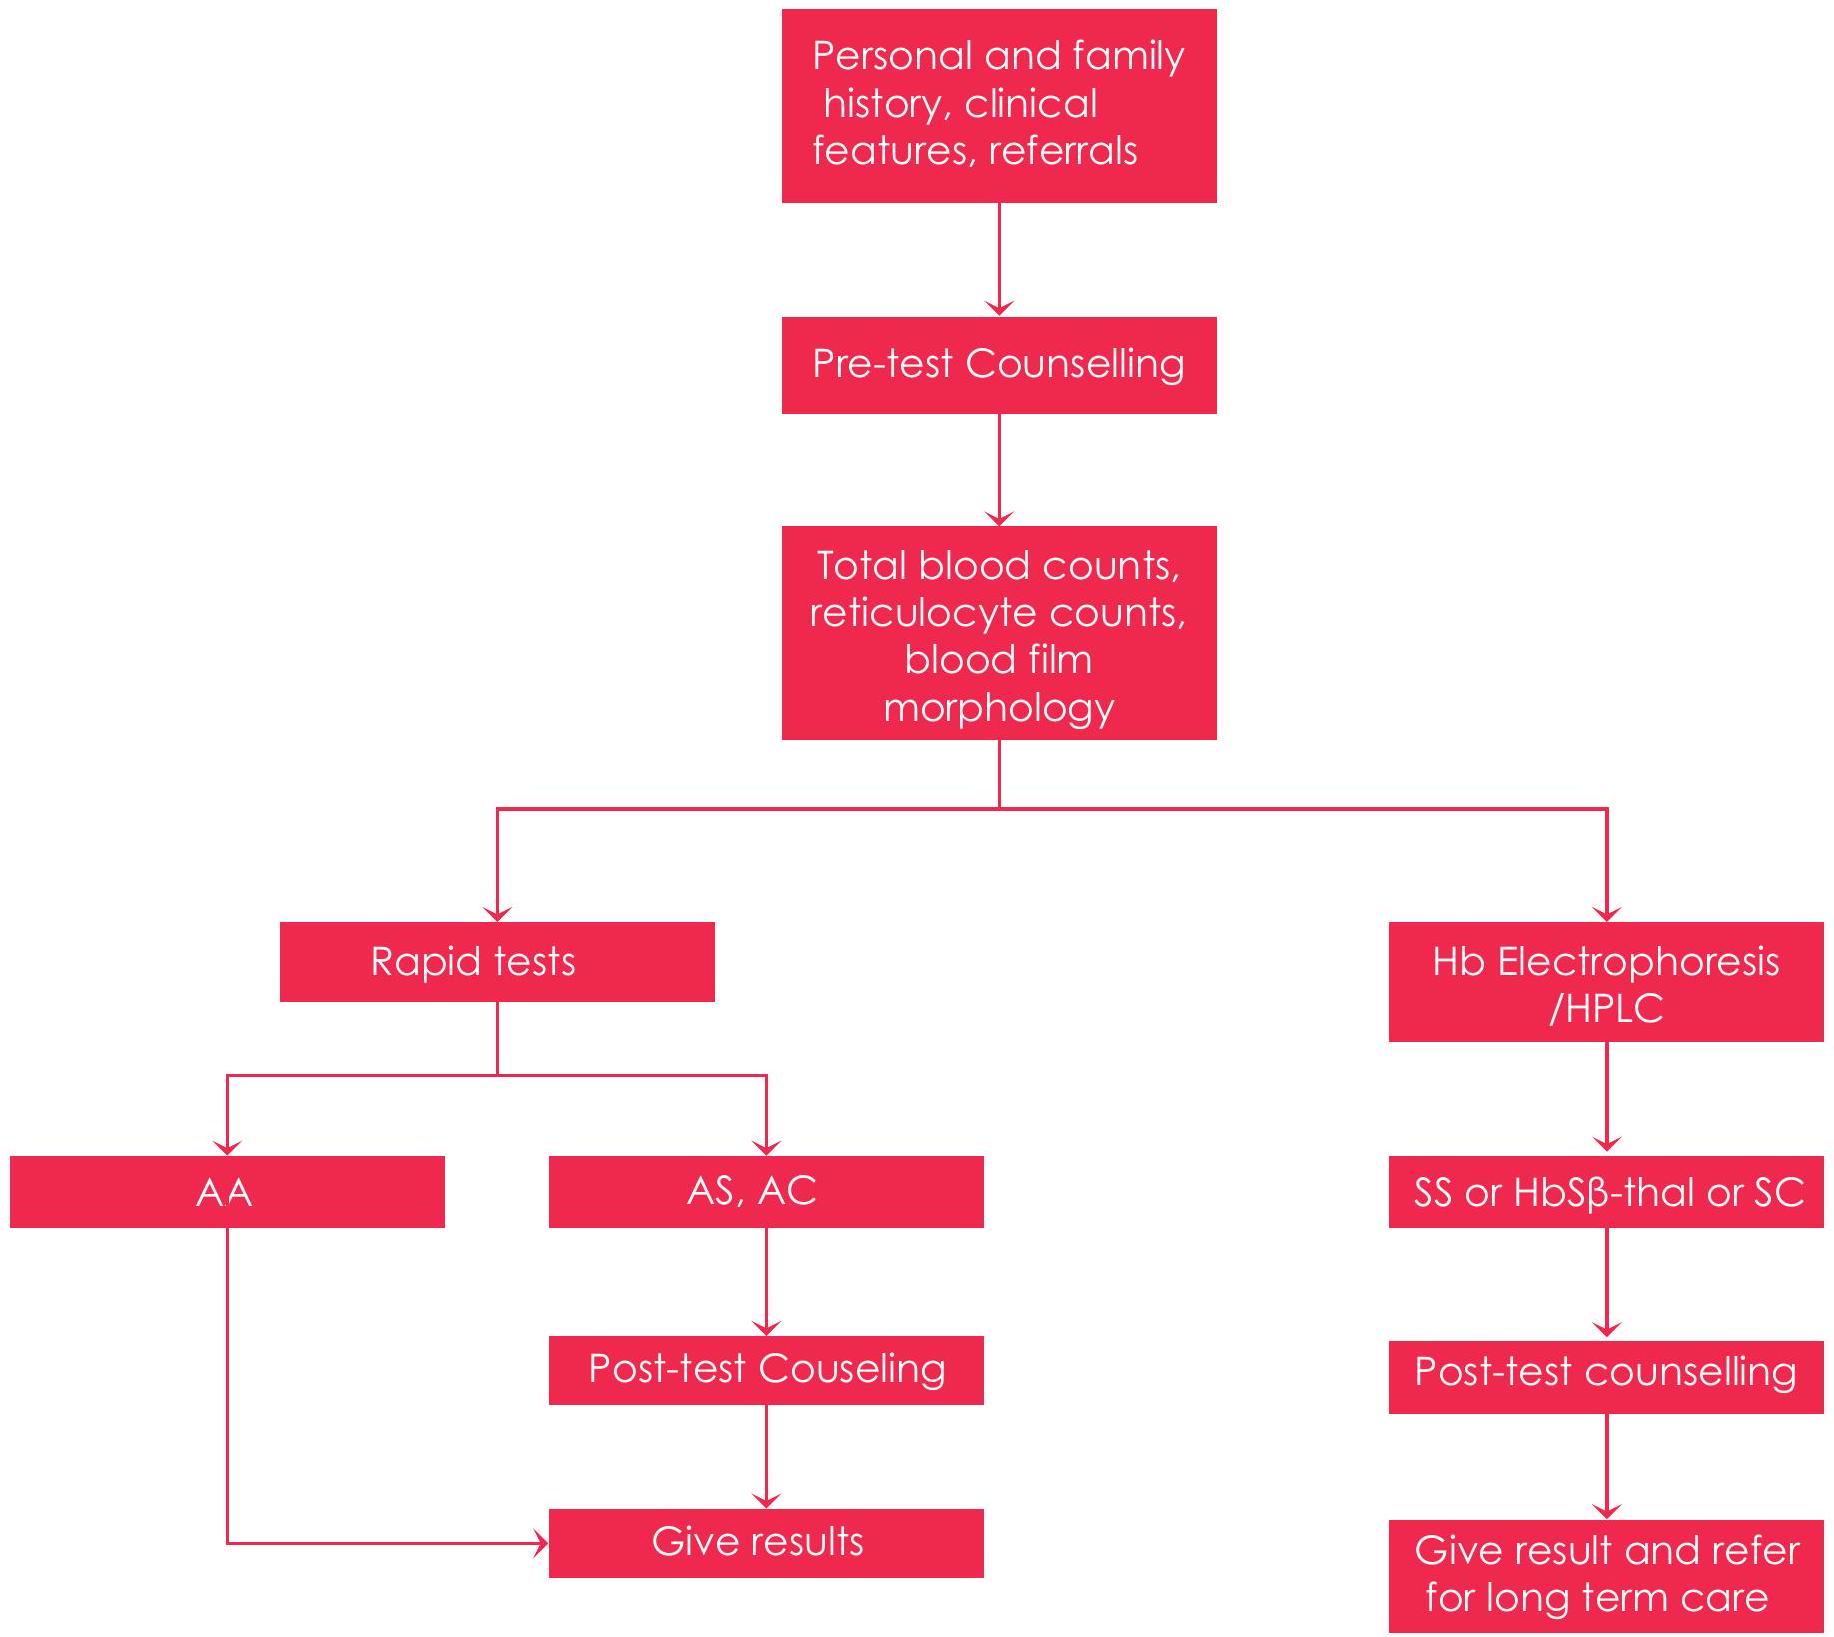 Personal and family
history, clinical
features, referrals
Pre-test Counselling
Total blood counts,
reticulocyte counts,
blood film
morphology
Rapid tests
Hb Electrophoresis
/HPLC
AA
AS, AC
SS or HbSβ-thal or SC
Post-test Couseling
Post-test counselling
Give results
Give result and refer
for long term care